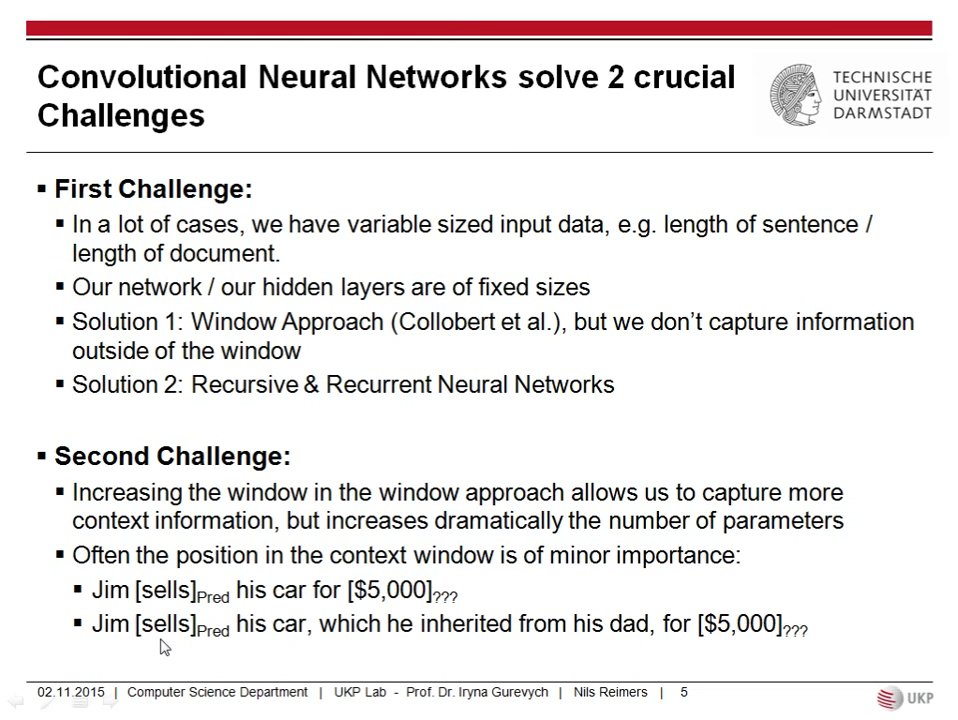 Convolutional Neural Networks solve 2 crucial
Challenges
TECHNISCHE
UNIVERSITÄT
DARMSTADT
▪ First Challenge:
▪ In a lot of cases, we have variable sized input data, e.g. length of sentence /
length of document.
▪ Our network / our hidden layers are of fixed sizes
▪ Solution 1: Window Approach (Collobert et al.), but we don’t capture information
outside of the window
▪ Solution 2: Recursive & Recurrent Neural Networks
▪ Second Challenge:
▪ Increasing the window in the window approach allows us to capture more
context information, but increases dramatically the number of parameters
▪ Often the position in the context window is of minor importance:
▪ Jim [sells]Pred his car for [$5,000]???
▪ Jim [sells]Pred his car, which he inherited from his dad, for [$5,000]???
02.11.2015 | Computer Science Department | UKP Lab - Prof. Dr. Iryna Gurevych | Nils Reimers | 5
UKP